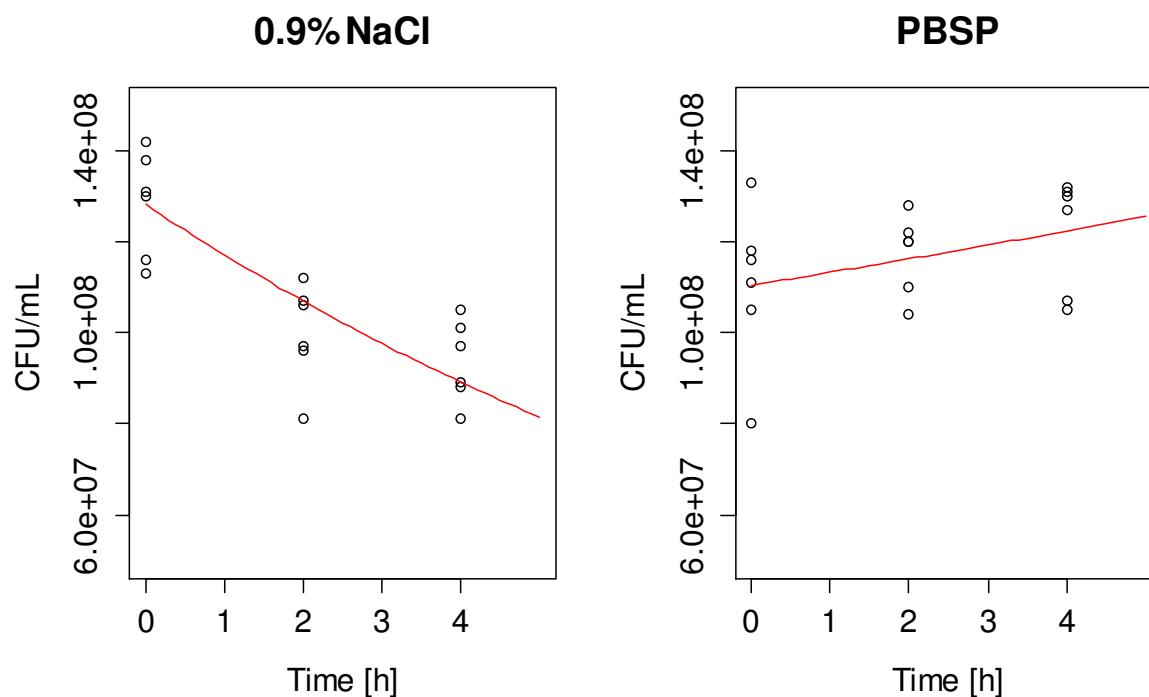 0.9% NaCl
CFU/mL
1.4e+08
1.0e+08
6.0e+07
0 1 2 3 4
Time [h]
PBSP
CFU/mL
1.4e+08
1.0e+08
6.0e+07
0 1 2 3 4
Time [h]